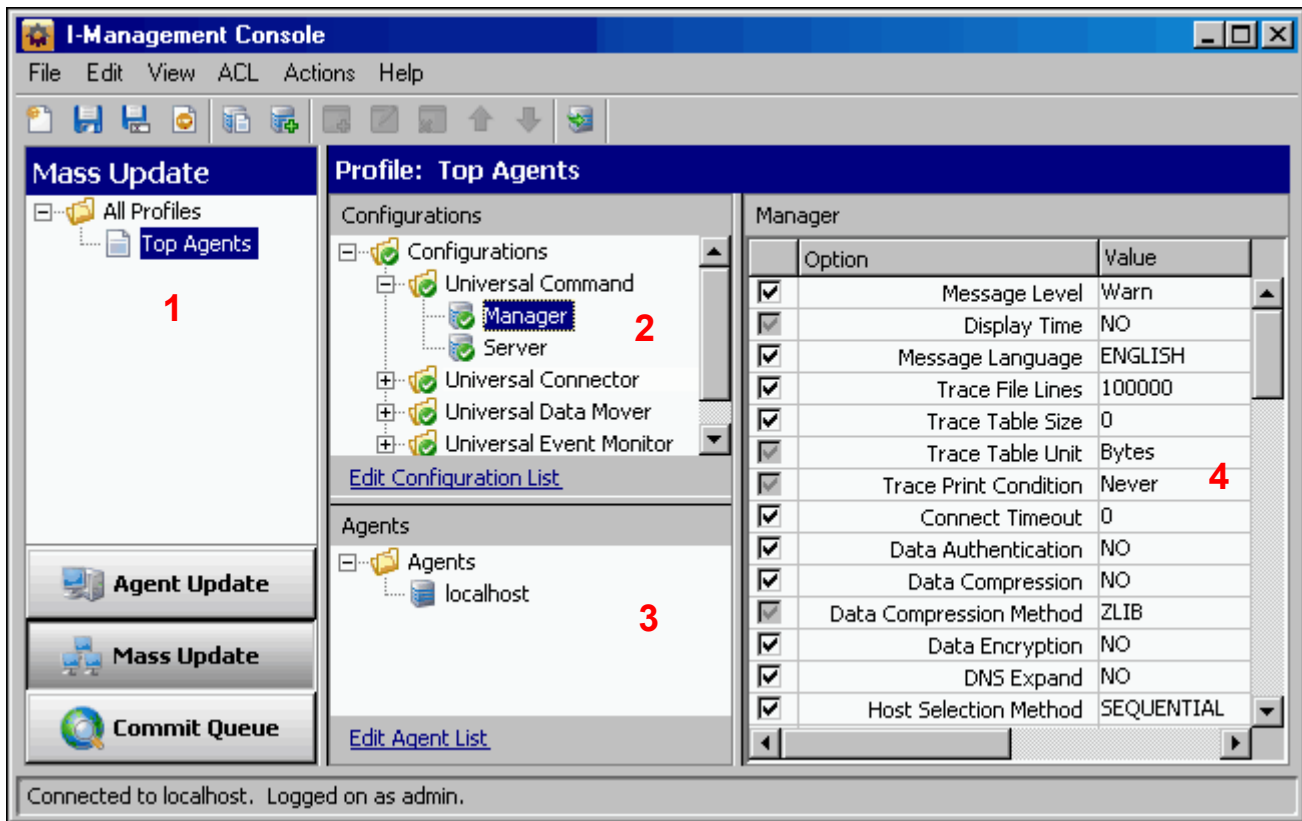 I-Management Console
File Edit View ACL Actions Help
Mass Update
All Profiles
Top Agents
1
Agent Update
Mass Update
Commit Queue
Profile: Top Agents
Configurations
Configurations
Universal Command
Manager
Server
2
Universal Connector
Universal Data Mover
Universal Event Monitor
Edit Configuration List
Agents
Agents
localhost
3
Edit Agent List
Manager
Option Value
Message Level Warn
Display Time NO
Message Language ENGLISH
Trace File Lines 100000
Trace Table Size 0
Trace Table Unit Bytes
Trace Print Condition Never
4
Connect Timeout 0
Data Authentication NO
Data Compression NO
Data Compression Method ZLIB
Data Encryption NO
DNS Expand NO
Host Selection Method SEQUENTIAL
Connected to localhost. Logged on as admin.